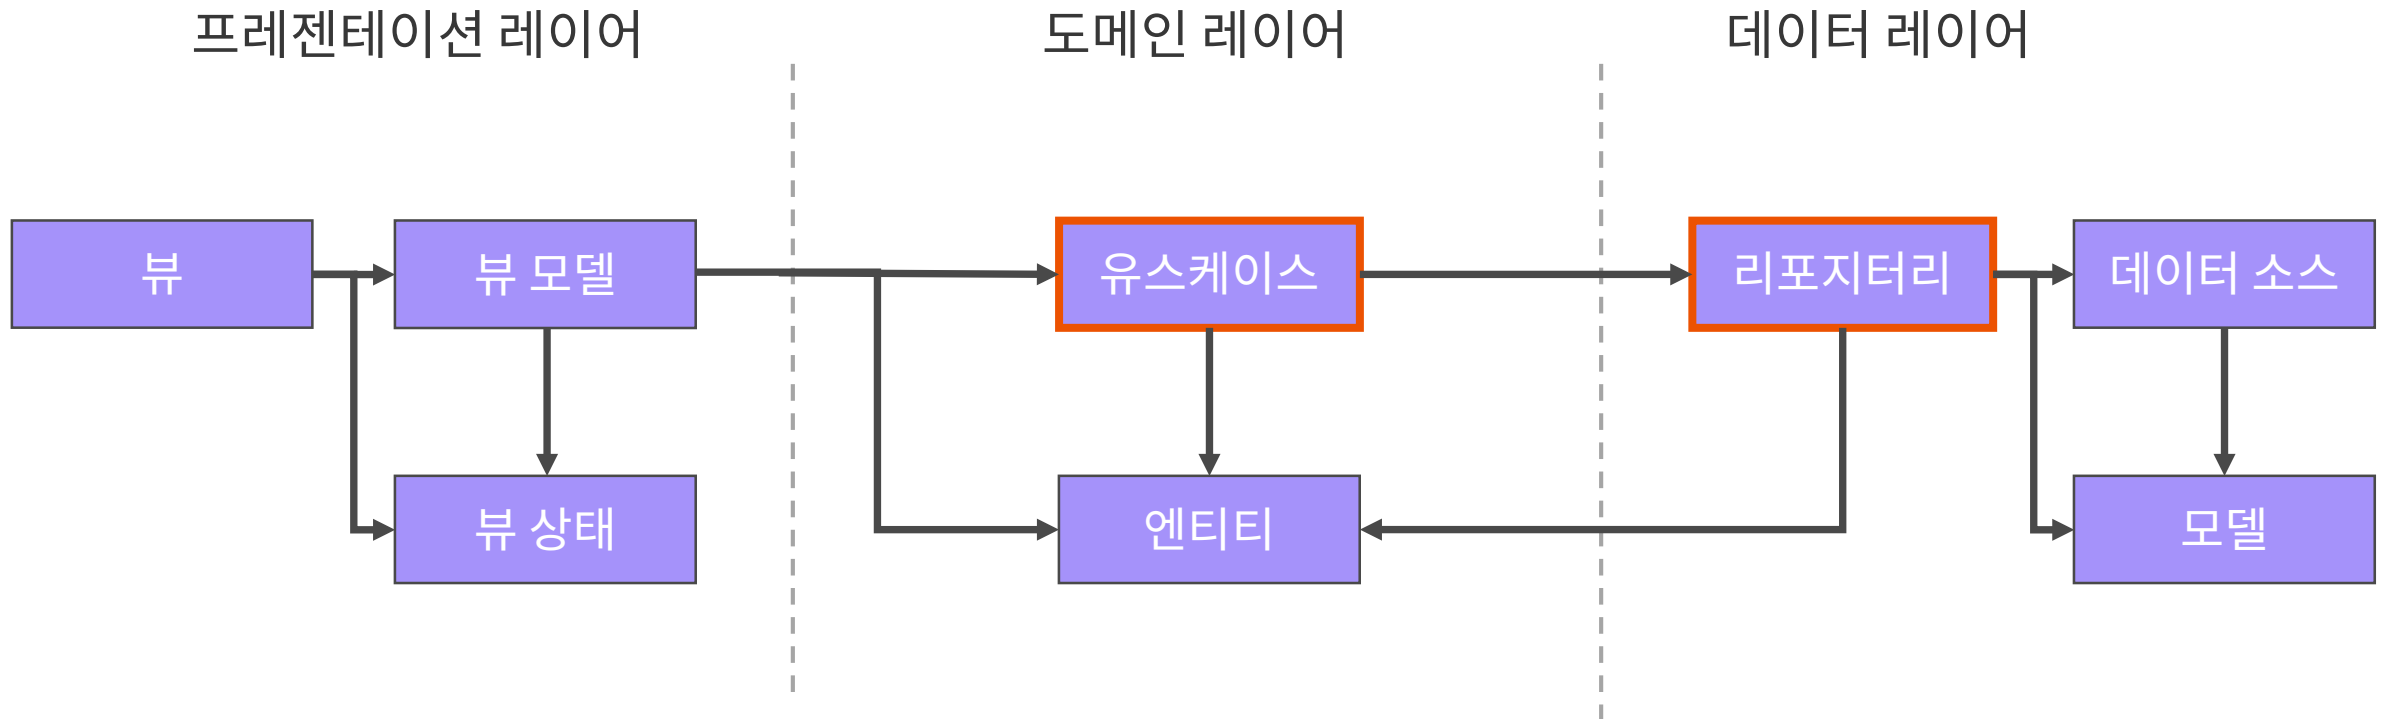 프레젠테이션 레이어
도메인 레이어
데이터 레이어
뷰
뷰 모델
유스케이스
리포지터리
데이터 소스
뷰 상태
엔티티
모델